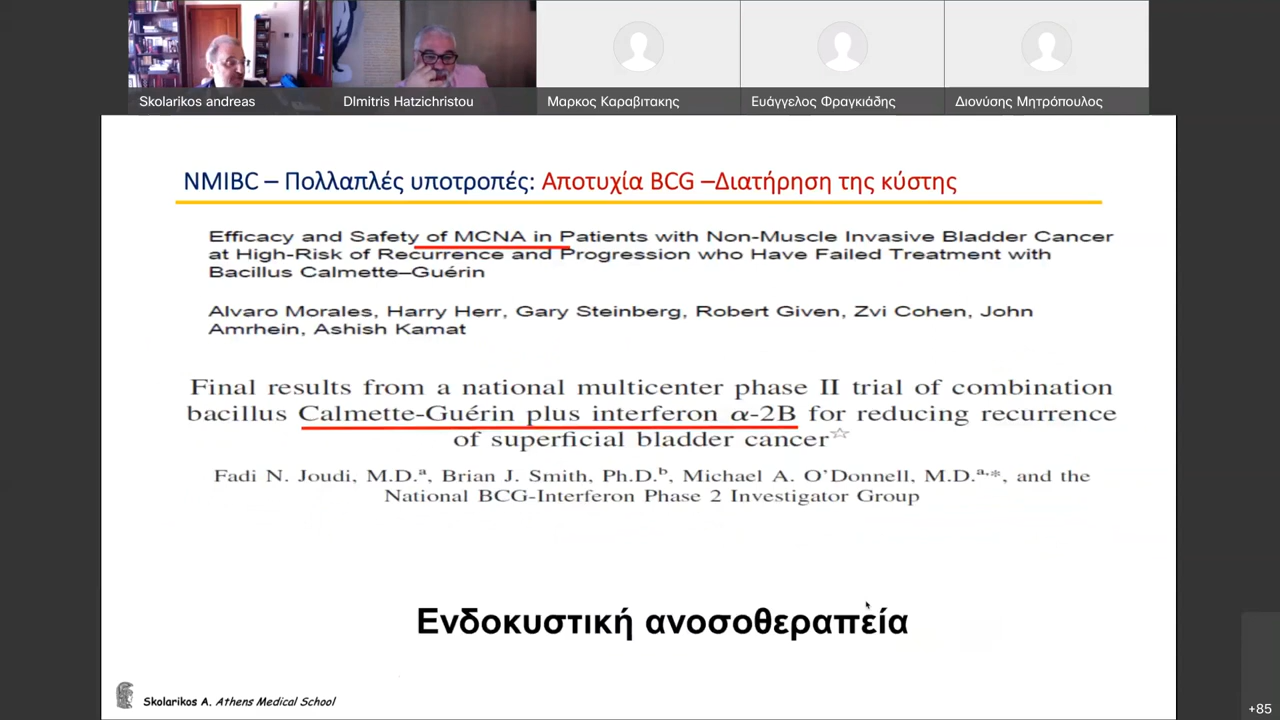 Skolarikos andreas
DImitris Hatzichristou
Μαρκος Καραβιτακης
Ευάγγελος Φραγκιάδης
Διονύσης Μητρόπουλος
NMIBC – Πολλαπλές υποτροπές: Αποτυχία BCG –Διατήρηση της κύστης
Efficacy and Safety of MCNA in Patients with Non-Muscle Invasive Bladder Cancer
at High-Risk of Recurrence and Progression who Have Failed Treatment with
Bacillus Calmette–Guérin
Alvaro Morales, Harry Herr, Gary Steinberg, Robert Given, Zvi Cohen, John
Amrhein, Ashish Kamat
Final results from a national multicenter phase II trial of combination
bacillus Calmette-Guérin plus interferon α-2B for reducing recurrence
of superficial bladder cancer☆
Fadi N. Joudi, M.D.ᵃ, Brian J. Smith, Ph.D.ᵇ, Michael A. O'Donnell, M.D.ᵃ,*, and the
National BCG-Interferon Phase 2 Investigator Group
Ενδοκυστική ανοσοθεραπεία
Skolarikos A. Athens Medical School
+85